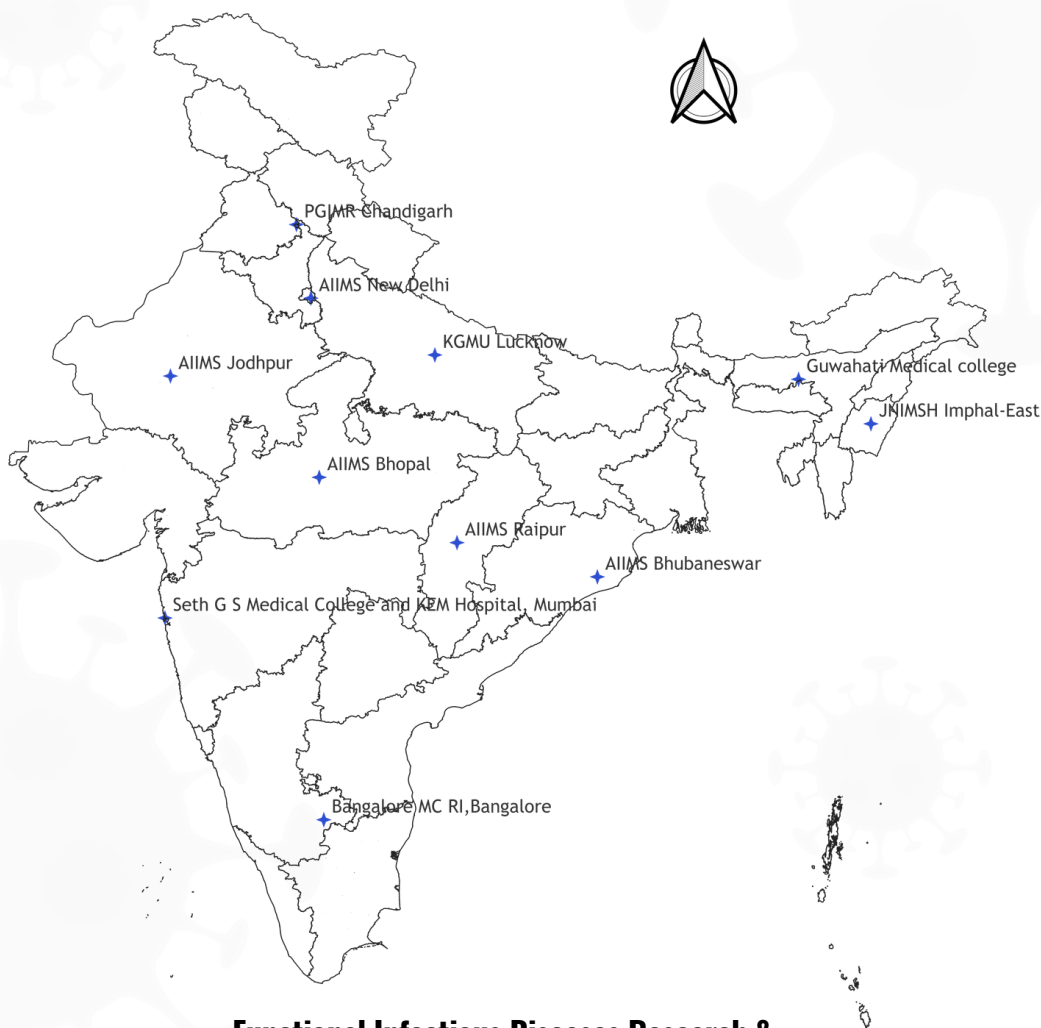 PGIMR Chandigarh
AIIMS New Delhi
KGMU Lucknow
AIIMS Jodhpur
Guwahati Medical college
JNIMSH Imphal-East
AIIMS Bhopal
AIIMS Raipur
AIIMS Bhubaneswar
Seth G S Medical College and KEM Hospital, Mumbai
Bangalore MC RI,Bangalore
Functional Infectious Diseases Research &